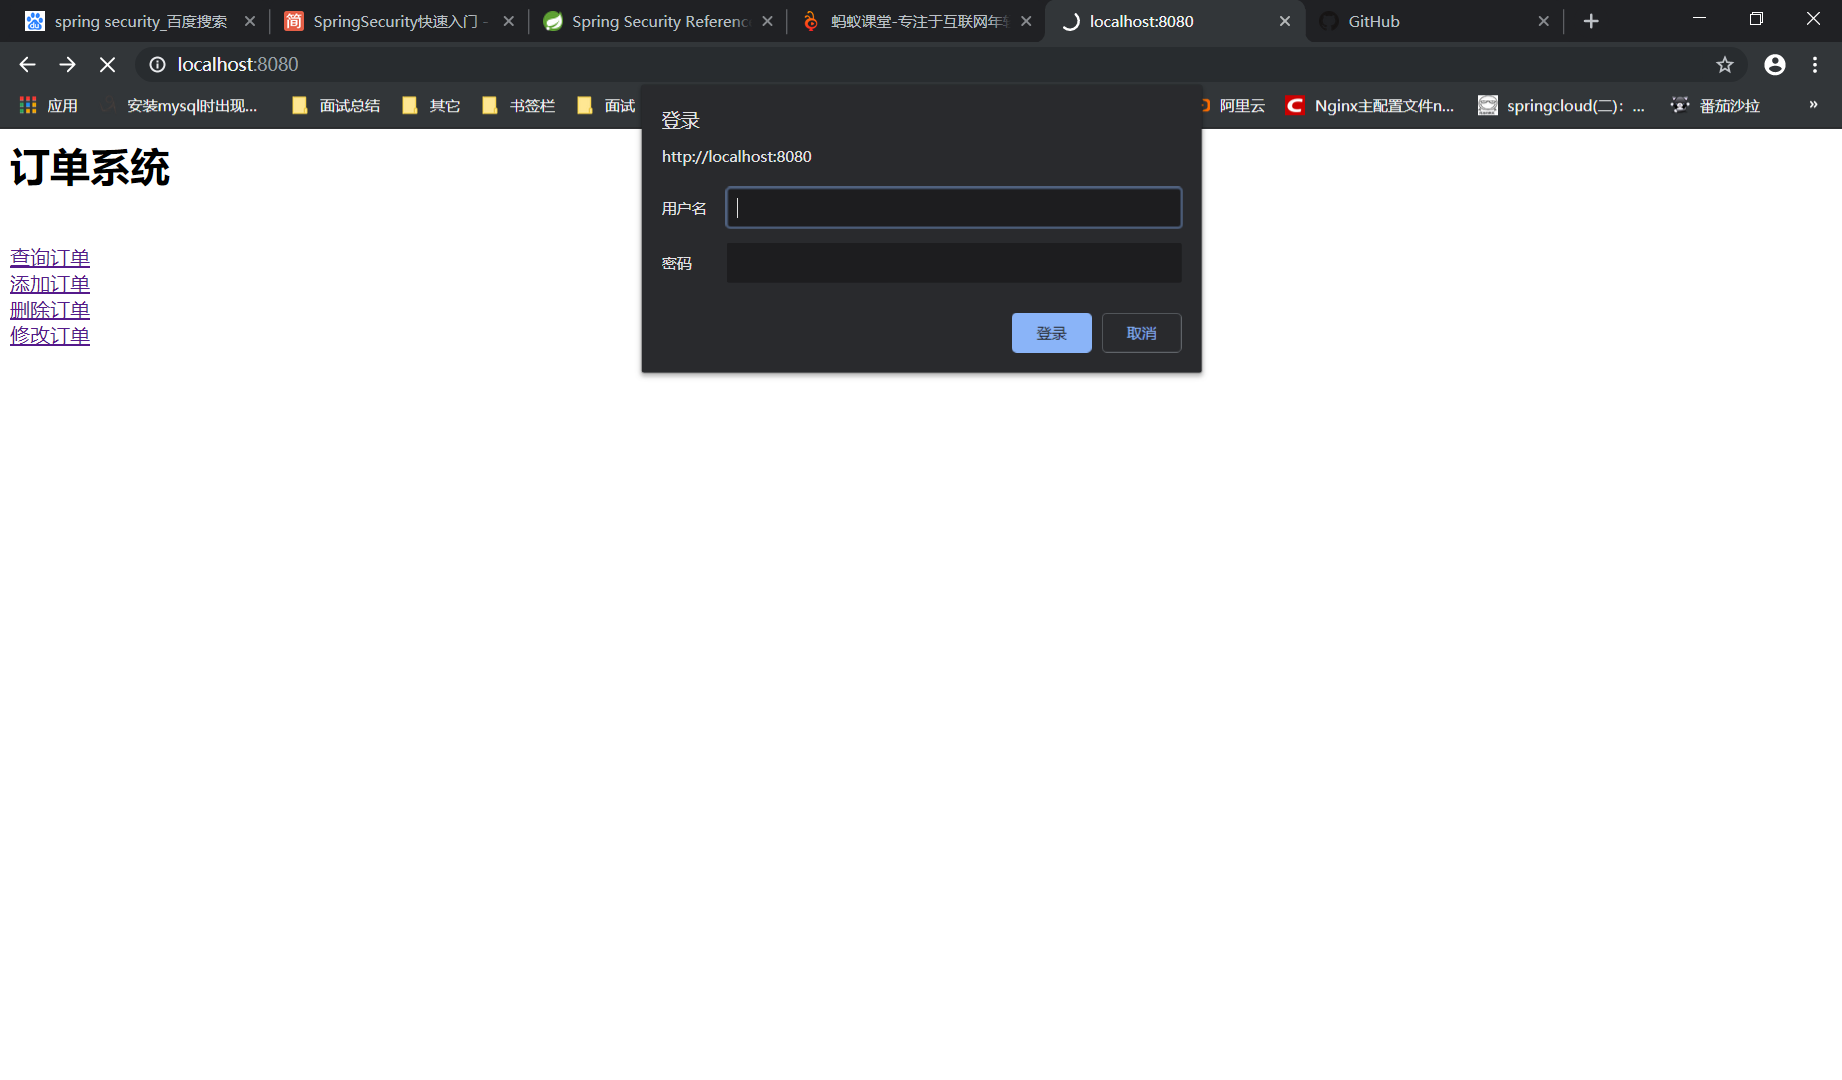 spring security_百度搜索
SpringSecurity快速入门 -
Spring Security Referenc
蚂蚁课堂-专注于互联网年
localhost:8080
GitHub
localhost:8080
应用
安装mysql时出现...
面试总结
其它
书签栏
面试
阿里云
Nginx主配置文件n...
springcloud(二)：...
番茄沙拉
»
登录
http://localhost:8080
用户名
密码
登录
取消
订单系统
查询订单
添加订单
删除订单
修改订单